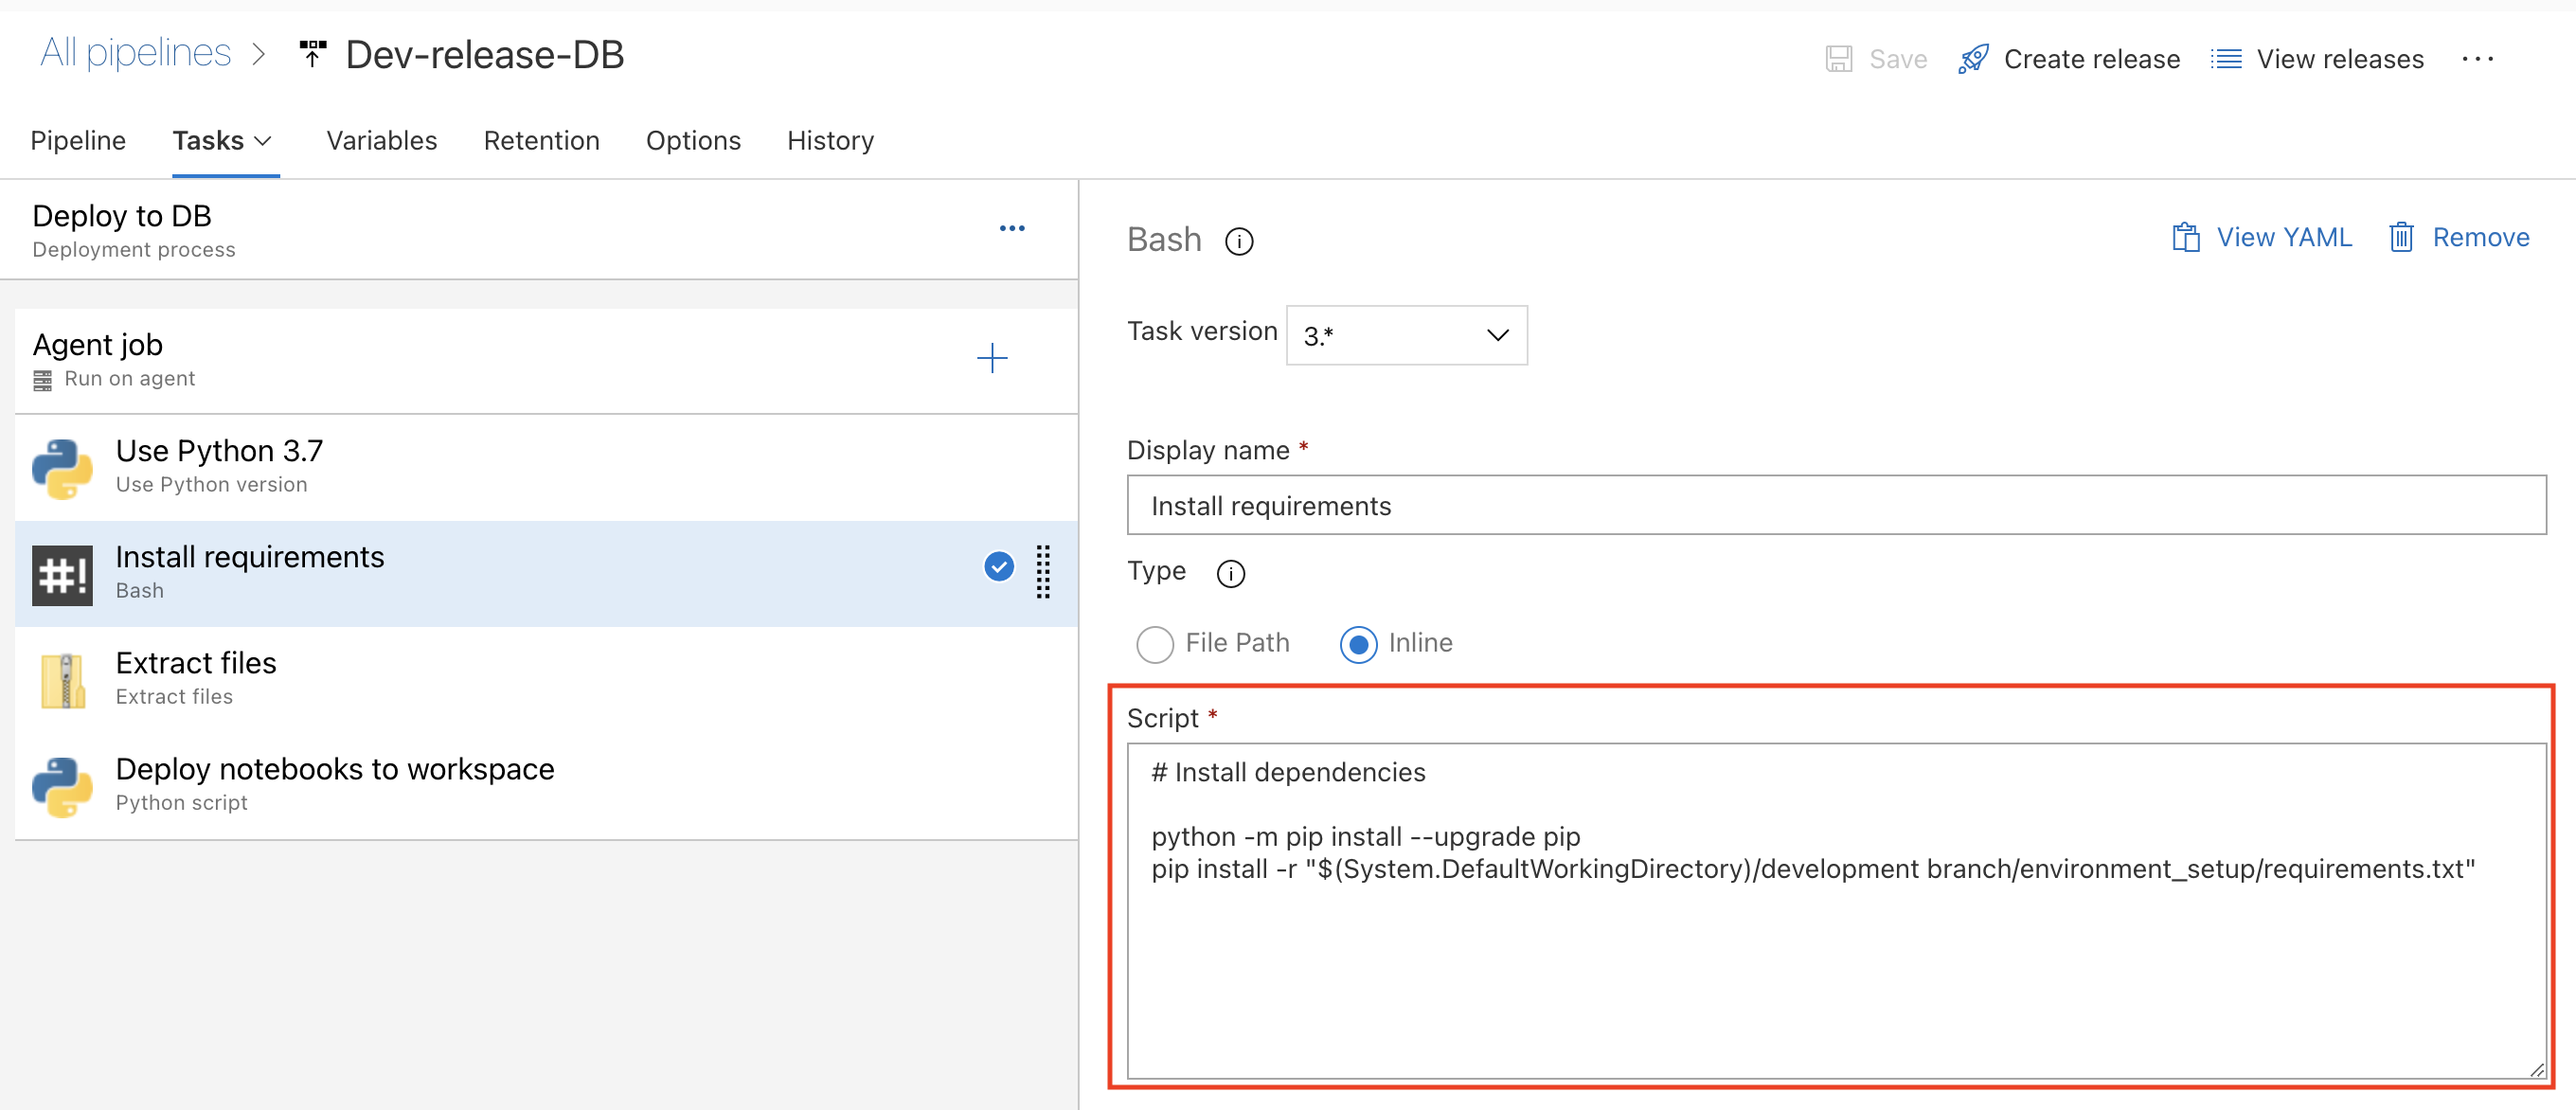 All pipelines > Dev-release-DB
Save Create release View releases ...
Pipeline Tasks Variables Retention Options History
Deploy to DB
Deployment process
...
Agent job
Run on agent
Use Python 3.7
Use Python version
#! Install requirements
Bash
Extract files
Extract files
Deploy notebooks to workspace
Python script
Bash
View YAML Remove
Task version 3.*
Display name *
Install requirements
Type
File Path Inline
Script *
# Install dependencies
python -m pip install --upgrade pip
pip install -r "$(System.DefaultWorkingDirectory)/development branch/environment_setup/requirements.txt"